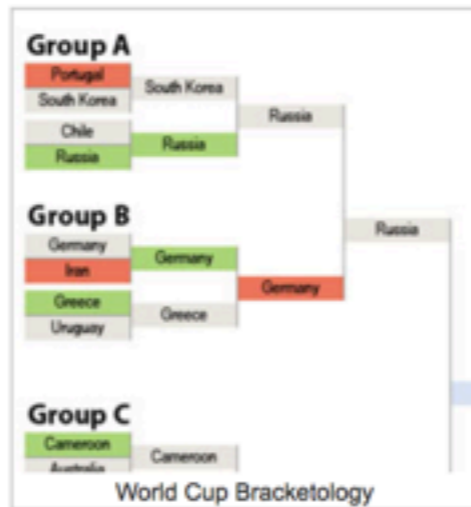 Group A
Portugal
South Korea
South Korea
Chile
Russia
Russia
Russia
Group B
Germany
Iran
Germany
Greece
Uruguay
Greece
Germany
Russia
Group C
Cameroon
Australia
Cameroon
World Cup Bracketology